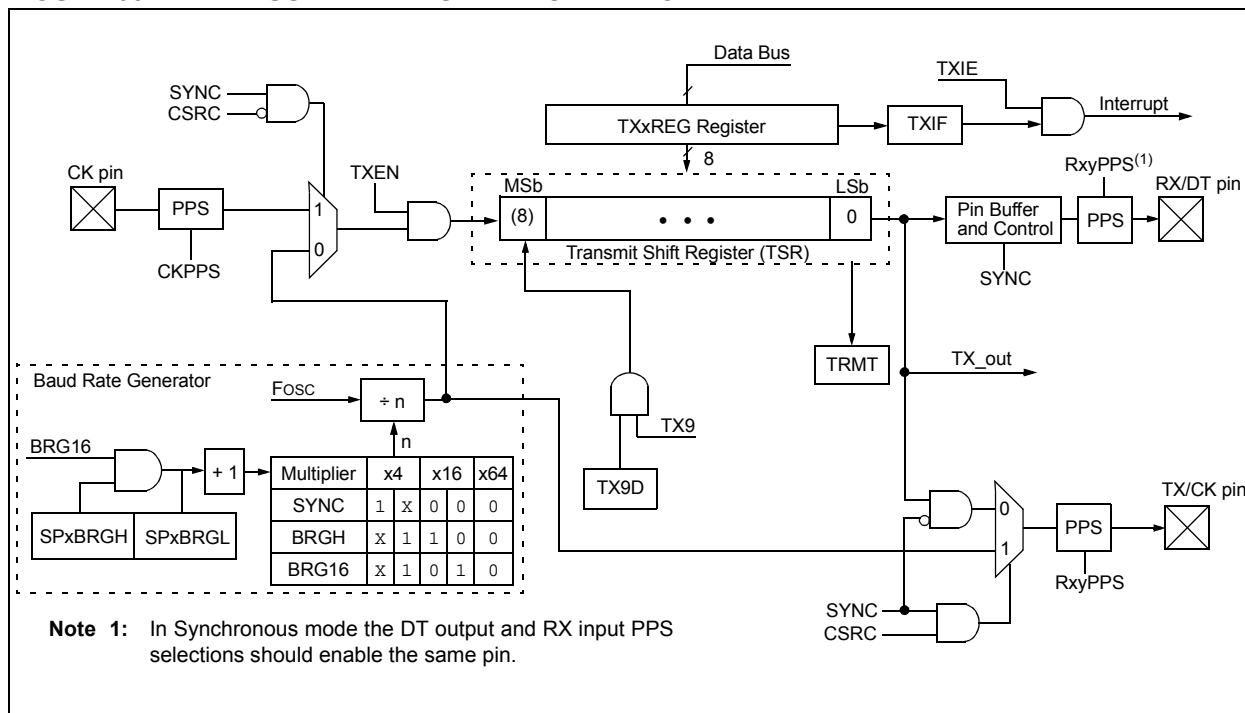 Data Bus
TXIE
SYNC
CSRC
Interrupt
TXxREG Register
TXIF
8
RxyPPS(1)
CK pin
TXEN
MSb
LSb
RX/DT pin
PPS
1
(8)
• • •
0
Pin Buffer
and Control
PPS
0
Transmit Shift Register (TSR)
CKPPS
SYNC
TRMT
TX_out
Baud Rate Generator
FOSC
÷ n
n
TX9
BRG16
+ 1
Multiplier x4 x16 x64
SYNC 1 X 0 0 0
BRGH X 1 1 0 0
BRG16 X 1 0 1 0
SPxBRGH SPxBRGL
TX9D
TX/CK pin
0
PPS
1
RxyPPS
SYNC
CSRC
Note 1: In Synchronous mode the DT output and RX input PPS
selections should enable the same pin.